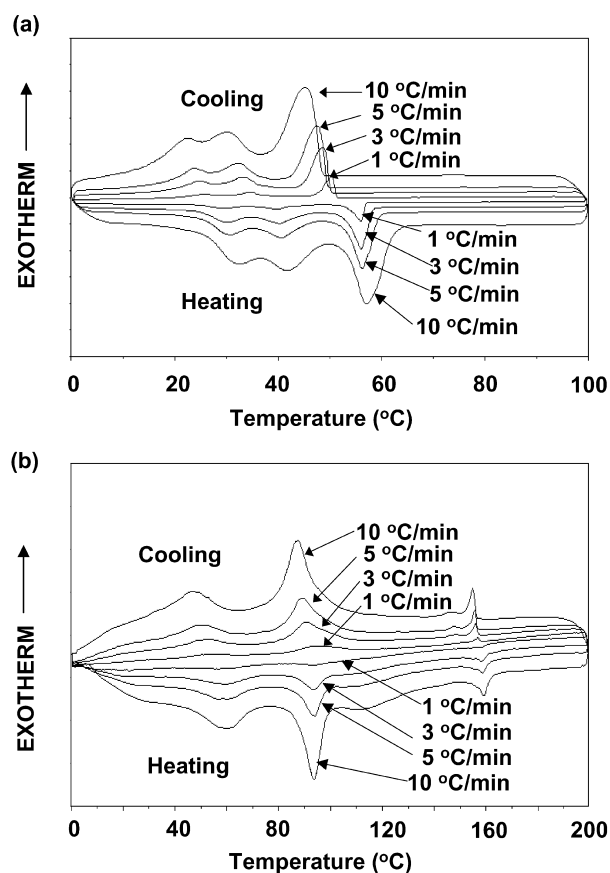 (a)
10 °C/min
Cooling
5 °C/min
3 °C/min
1 °C/min
EXOTHERM
1 °C/min
3 °C/min
Heating
5 °C/min
10 °C/min
0 20 40 60 80 100
Temperature (°C)
(b)
10 °C/min
Cooling
5 °C/min
3 °C/min
1 °C/min
EXOTHERM
1 °C/min
3 °C/min
5 °C/min
Heating
10 °C/min
0 40 80 120 160 200
Temperature (°C)